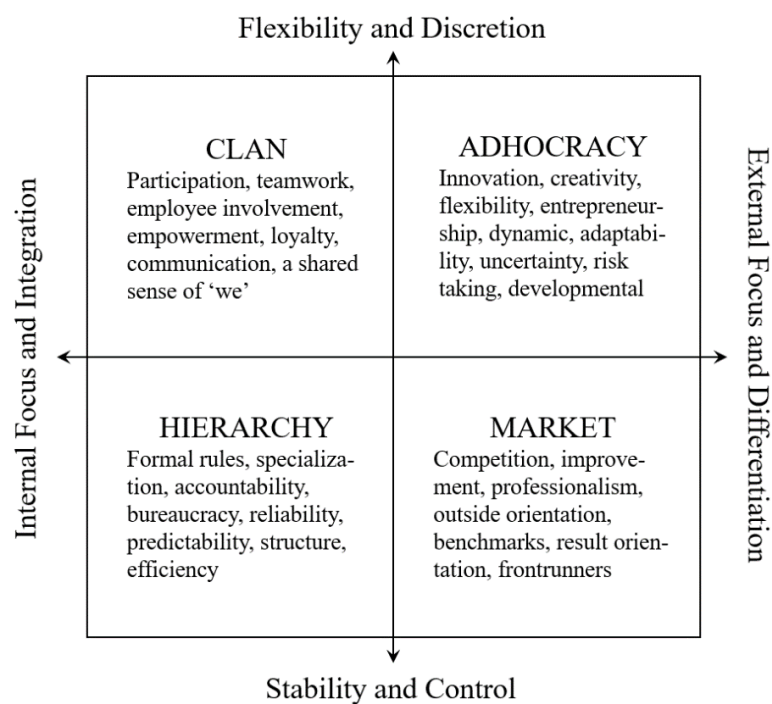 Flexibility and Discretion
CLAN
Participation, teamwork,
employee involvement,
empowerment, loyalty,
communication, a shared
sense of ‘we’
ADHOCRACY
Innovation, creativity,
flexibility, entrepreneur-
ship, dynamic, adaptabi-
lity, uncertainty, risk
taking, developmental
Internal Focus and Integration
External Focus and Differentiation
HIERARCHY
Formal rules, specializa-
tion, accountability,
bureaucracy, reliability,
predictability, structure,
efficiency
MARKET
Competition, improve-
ment, professionalism,
outside orientation,
benchmarks, result orien-
tation, frontrunners
Stability and Control